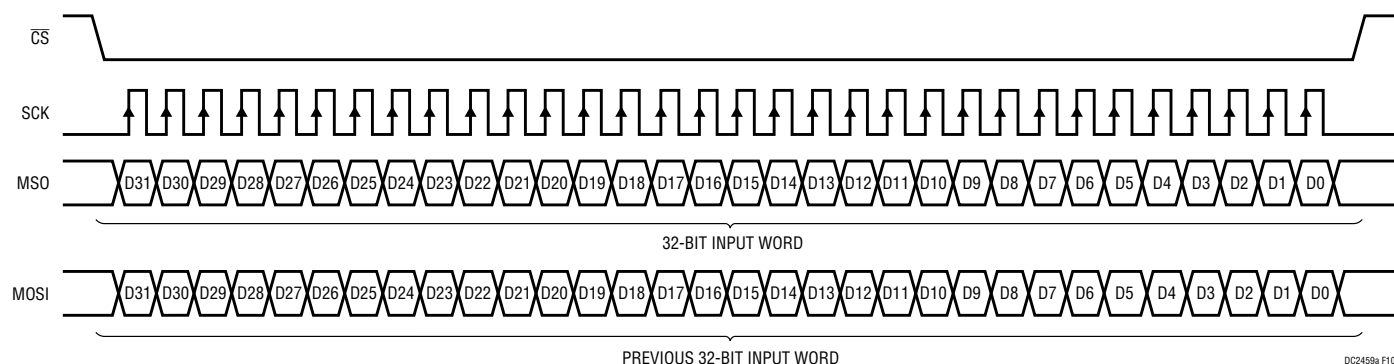 CS
SCK
MSO
D31 D30 D29 D28 D27 D26 D25 D24 D23 D22 D21 D20 D19 D18 D17 D16 D15 D14 D13 D12 D11 D10 D9 D8 D7 D6 D5 D4 D3 D2 D1 D0
32-BIT INPUT WORD
MOSI
D31 D30 D29 D28 D27 D26 D25 D24 D23 D22 D21 D20 D19 D18 D17 D16 D15 D14 D13 D12 D11 D10 D9 D8 D7 D6 D5 D4 D3 D2 D1 D0
PREVIOUS 32-BIT INPUT WORD
DC2459a F10